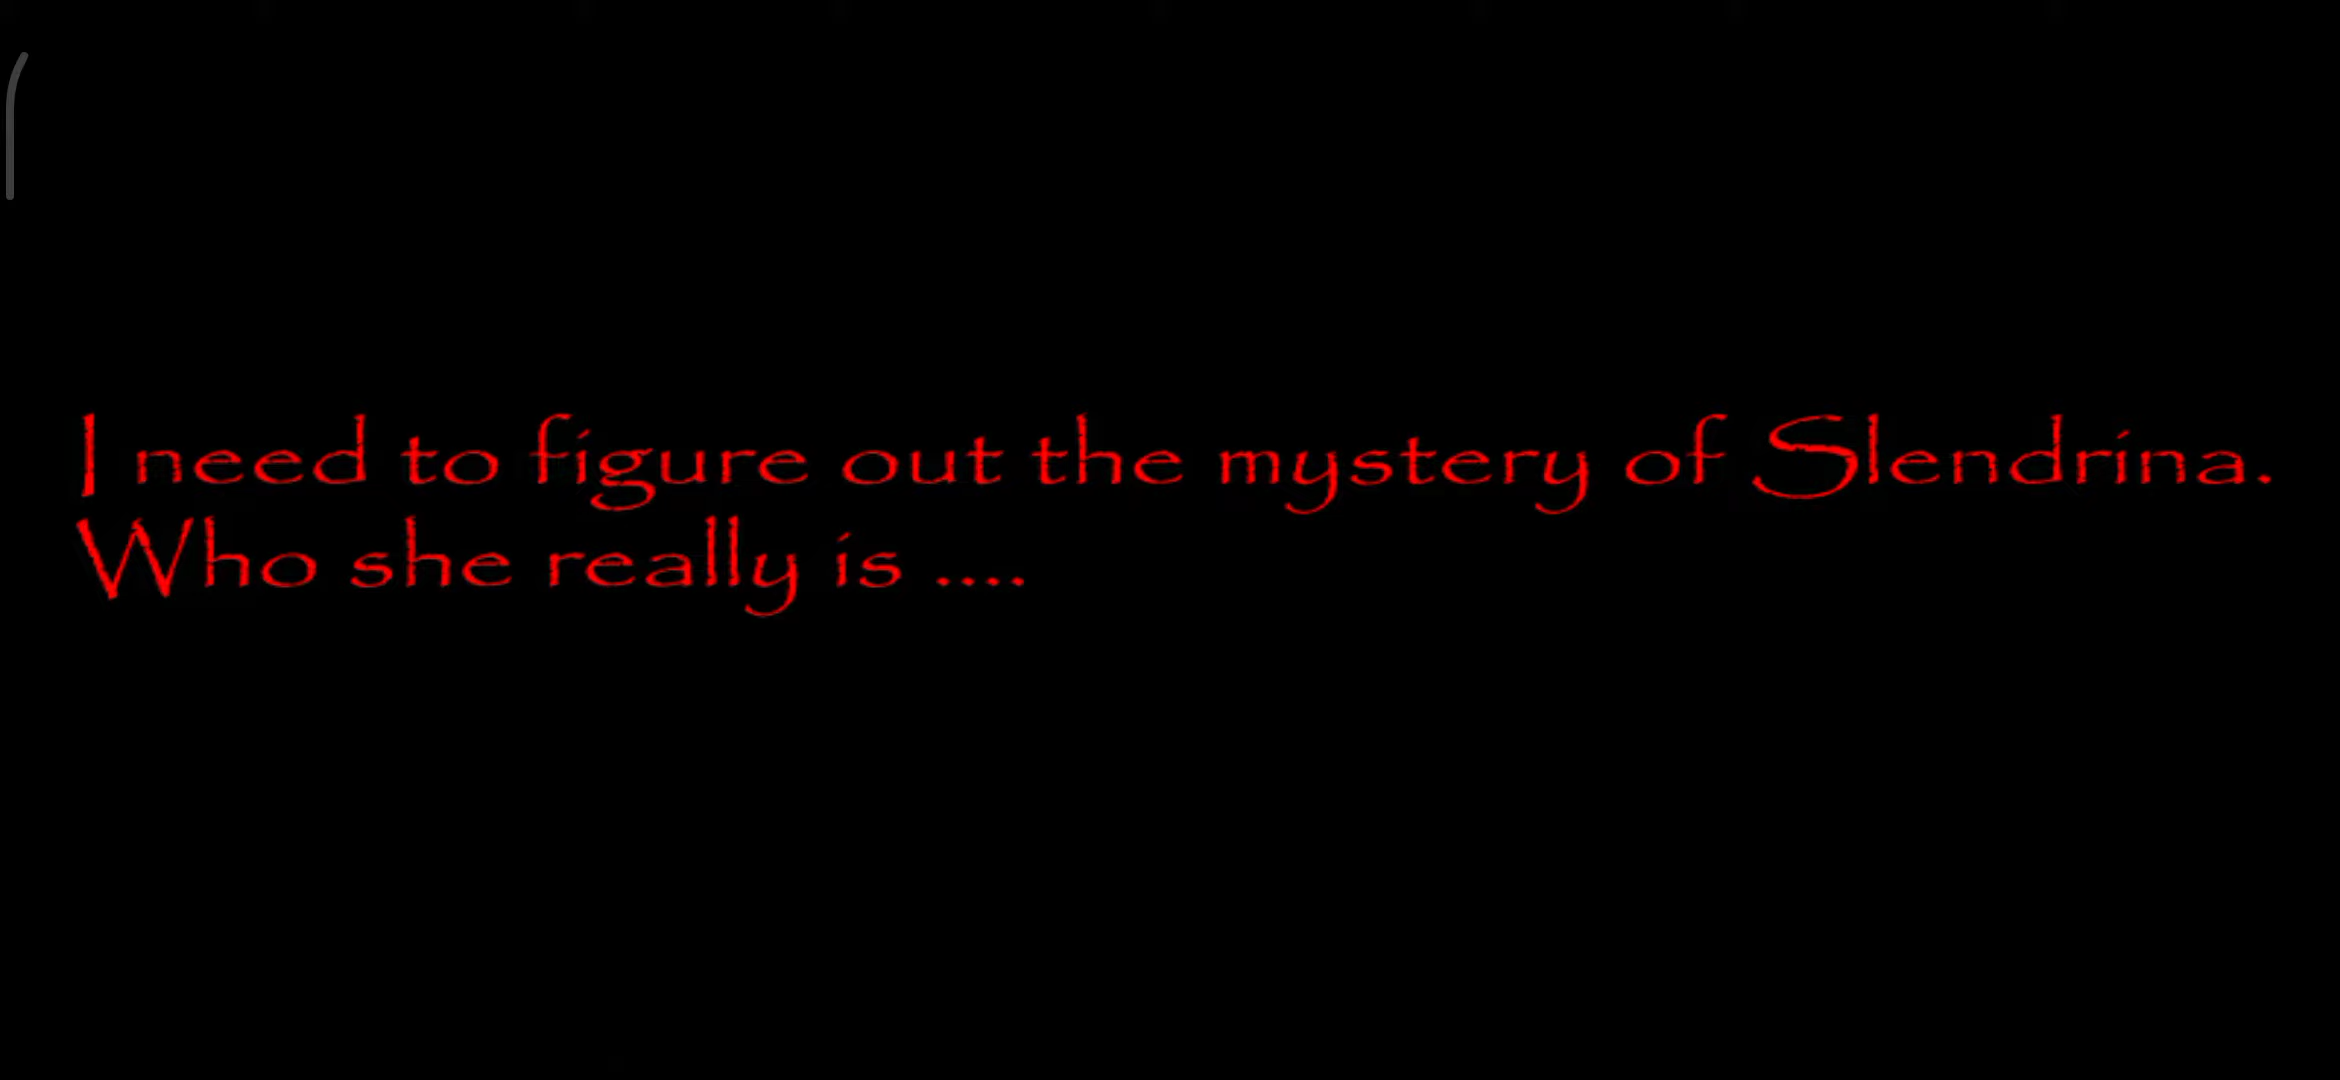 I need to figure out the mystery of Slendrina.
Who she really is ....